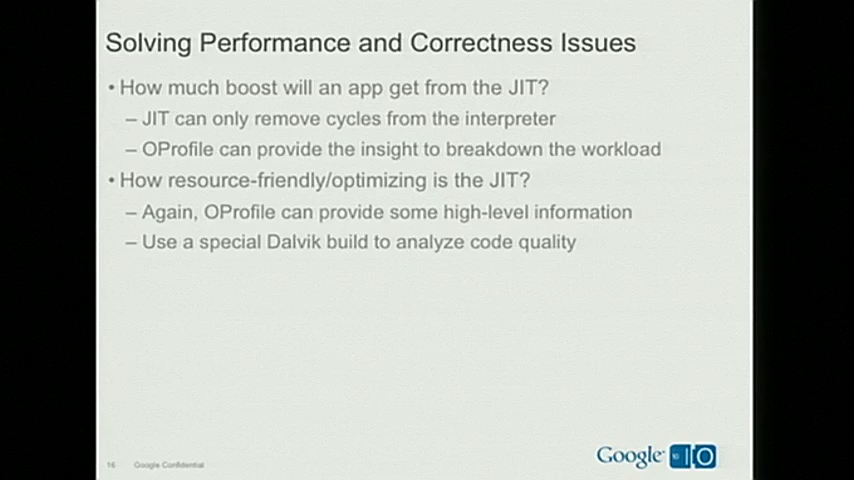 Solving Performance and Correctness Issues
• How much boost will an app get from the JIT?
– JIT can only remove cycles from the interpreter
– OProfile can provide the insight to breakdown the workload
• How resource-friendly/optimizing is the JIT?
– Again, OProfile can provide some high-level information
– Use a special Dalvik build to analyze code quality
16 Google Confidential
Google 10 IO